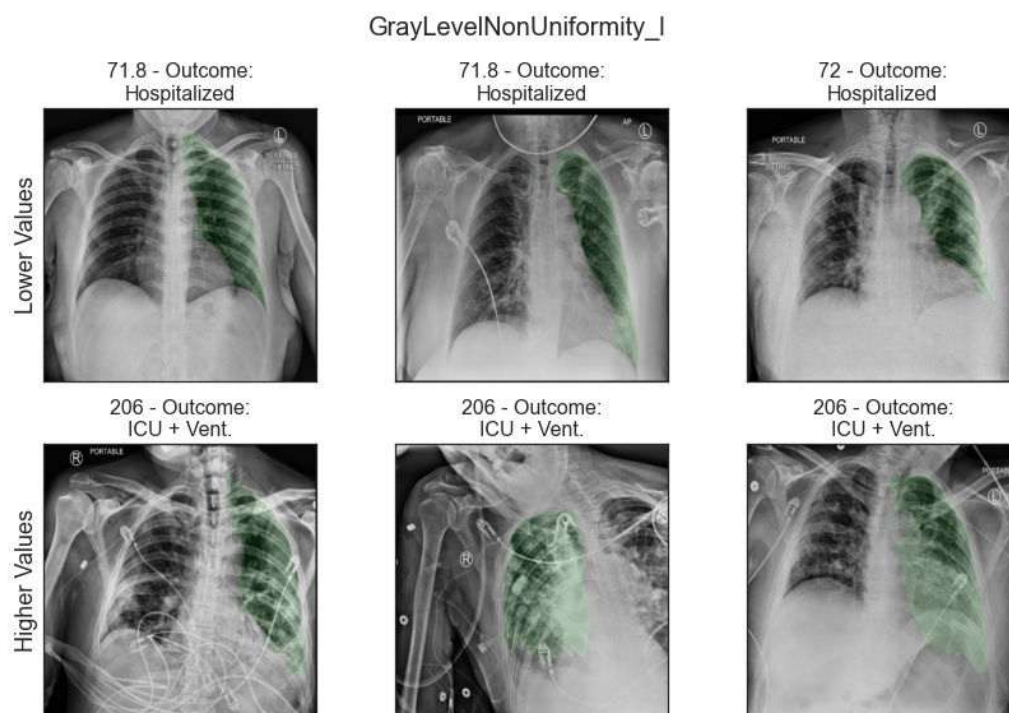 GrayLevelNonUniformity_l
71.8 - Outcome:
Hospitalized
71.8 - Outcome:
Hospitalized
72 - Outcome:
Hospitalized
Lower Values
L
PORTABLE
AP
L
PORTABLE
L
206 - Outcome:
ICU + Vent.
206 - Outcome:
ICU + Vent.
206 - Outcome:
ICU + Vent.
Higher Values
R
PORTABLE
R
L